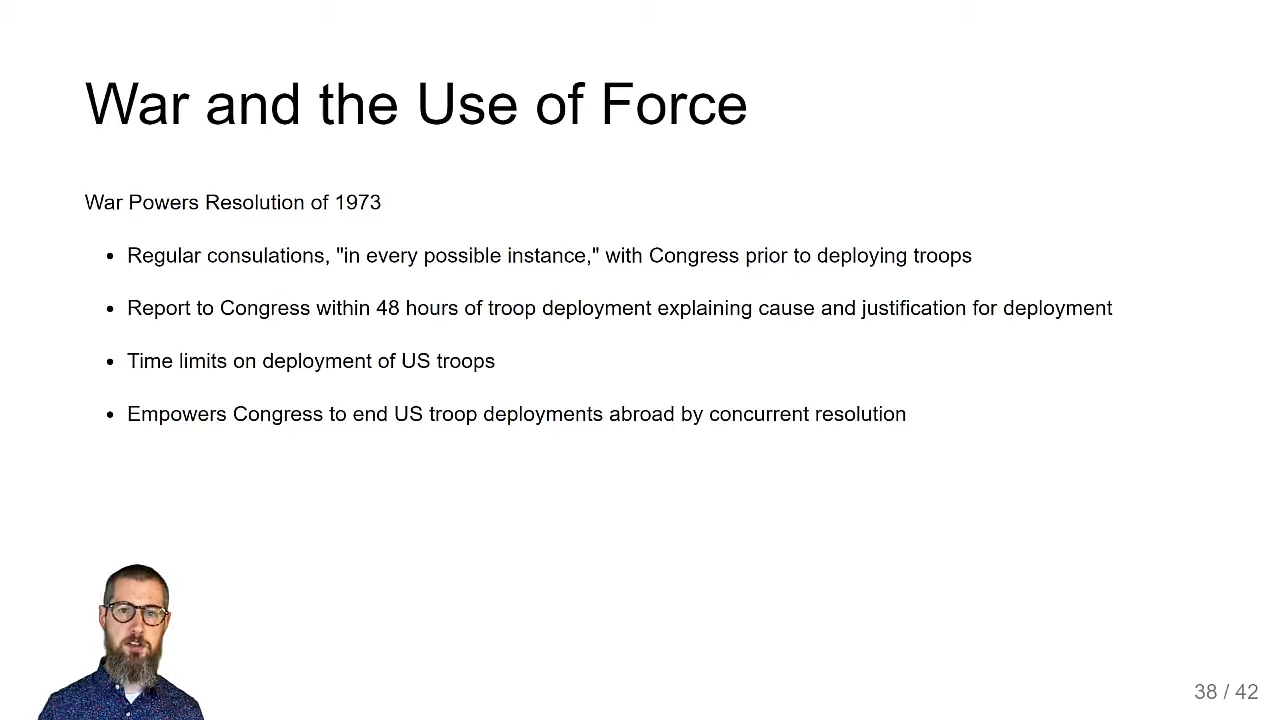 War and the Use of Force
War Powers Resolution of 1973
• Regular consulations, "in every possible instance," with Congress prior to deploying troops
• Report to Congress within 48 hours of troop deployment explaining cause and justification for deployment
• Time limits on deployment of US troops
• Empowers Congress to end US troop deployments abroad by concurrent resolution
38 / 42